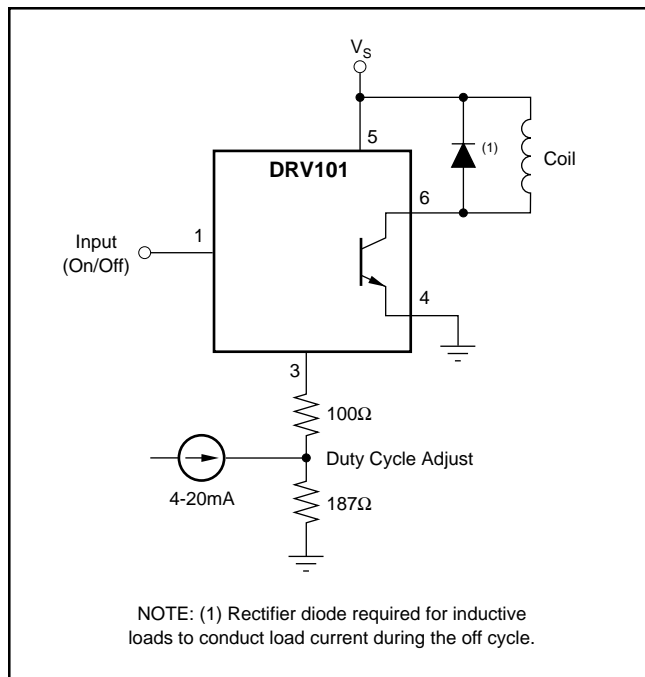 V_S
5
(1)
Coil
DRV101
6
Input
(On/Off)
1
4
3
100Ω
Duty Cycle Adjust
4-20mA
187Ω
NOTE: (1) Rectifier diode required for inductive
loads to conduct load current during the off cycle.